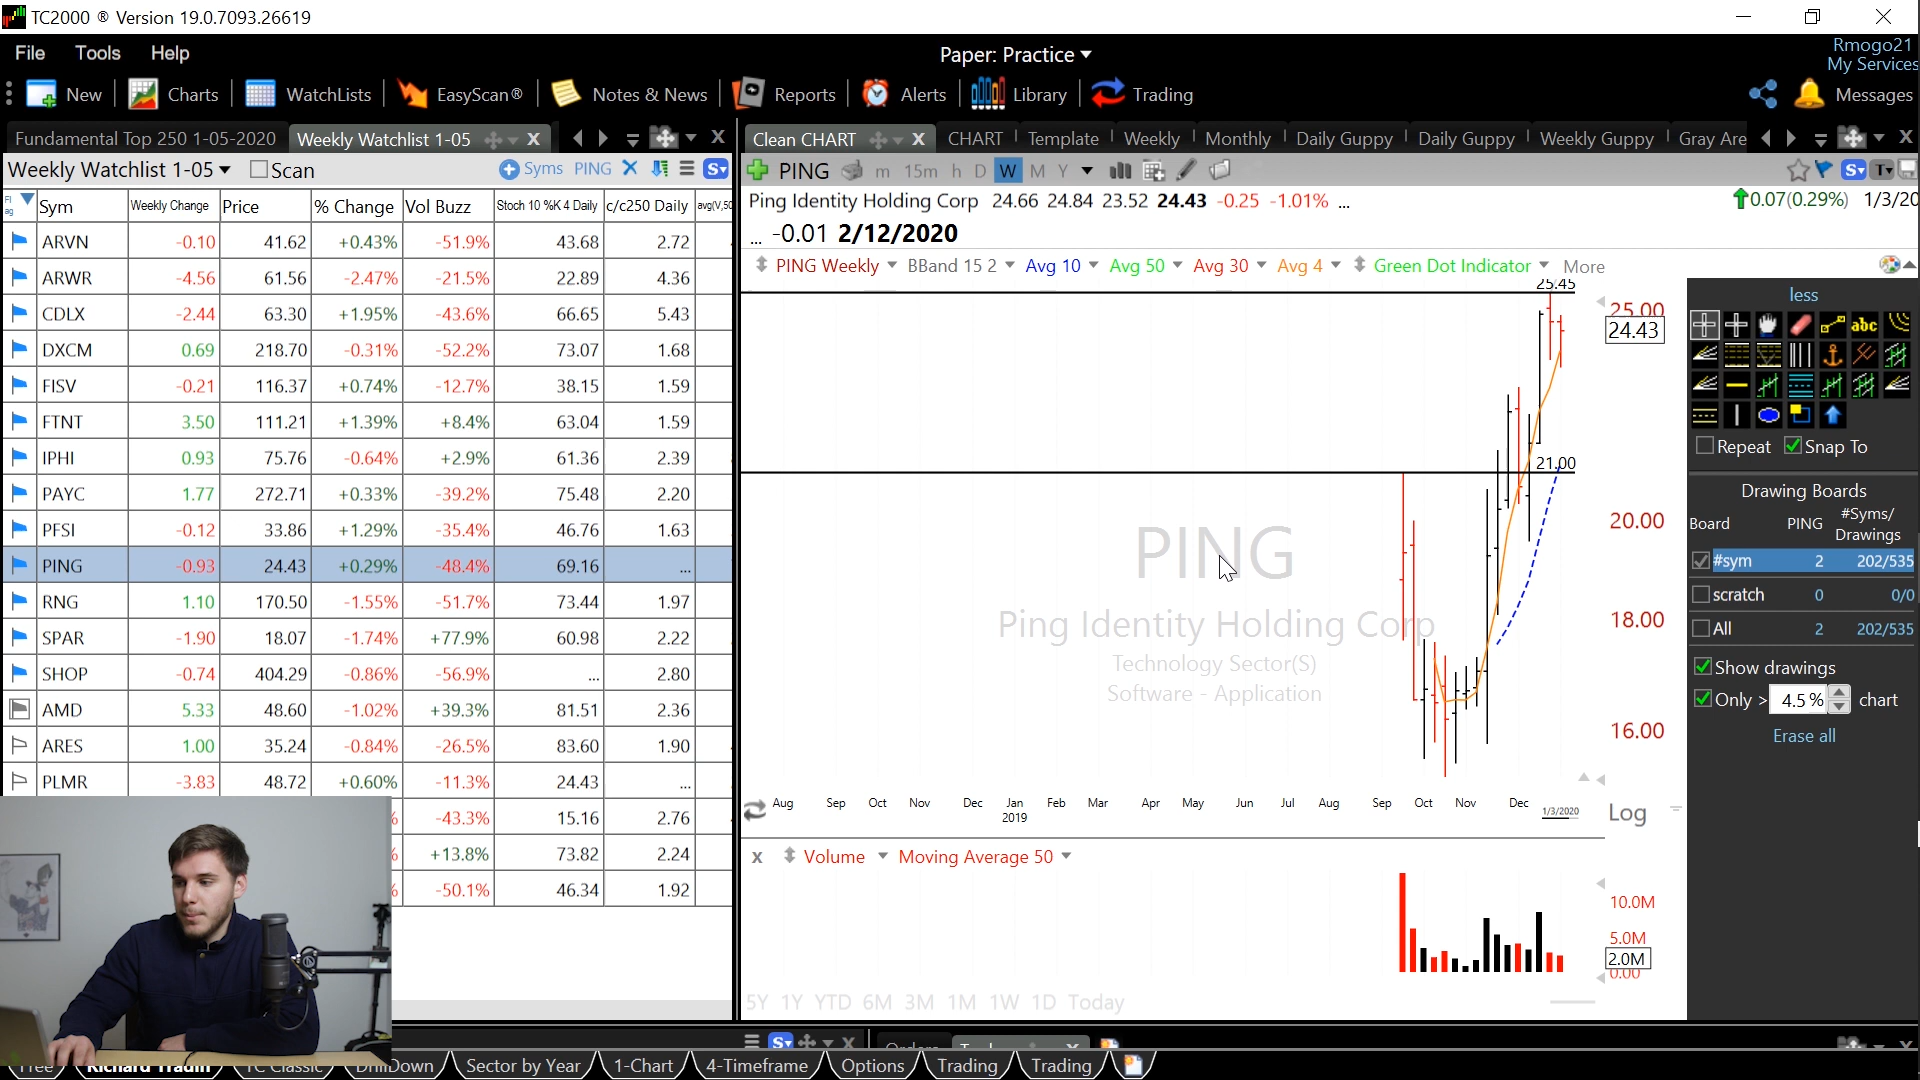 TC2000 ® Version 19.0.7093.26619
File Tools Help
Paper: Practice
Rmogo21
My Services
New Charts WatchLists EasyScan® Notes & News Reports Alerts Library Trading Messages
Fundamental Top 250 1-05-2020 Weekly Watchlist 1-05 X
Clean CHART X CHART Template Weekly Monthly Daily Guppy Daily Guppy Weekly Guppy Gray Are
Weekly Watchlist 1-05 Scan Syms PING
PING m 15m h D W M Y
Flag Sym Weekly Change Price % Change Vol Buzz Stoch 10 %K 4 Daily c/c250 Daily avg(V,50
ARVN -0.10 41.62 +0.43% -51.9% 43.68 2.72
ARWR -4.56 61.56 -2.47% -21.5% 22.89 4.36
CDLX -2.44 63.30 +1.95% -43.6% 66.65 5.43
DXCM 0.69 218.70 -0.31% -52.2% 73.07 1.68
FISV -0.21 116.37 +0.74% -12.7% 38.15 1.59
FTNT 3.50 111.21 +1.39% +8.4% 63.04 1.59
IPHI 0.93 75.76 -0.64% +2.9% 61.36 2.39
PAYC 1.77 272.71 +0.33% -39.2% 75.48 2.20
PFSI -0.12 33.86 +1.29% -35.4% 46.76 1.63
PING -0.93 24.43 +0.29% -48.4% 69.16 ...
RNG 1.10 170.50 -1.55% -51.7% 73.44 1.97
SPAR -1.90 18.07 -1.74% +77.9% 60.98 2.22
SHOP -0.74 404.29 -0.86% -56.9% ... 2.80
AMD 5.33 48.60 -1.02% +39.3% 81.51 2.36
ARES 1.00 35.24 -0.84% -26.5% 83.60 1.90
PLMR -3.83 48.72 +0.60% -11.3% 24.43 ...
% -43.3% 15.16 2.76
% +13.8% 73.82 2.24
% -50.1% 46.34 1.92
Ping Identity Holding Corp 24.66 24.84 23.52 24.43 -0.25 -1.01% ...
0.07(0.29%) 1/3/20
... -0.01 2/12/2020
PING Weekly BBand 15 2 Avg 10 Avg 50 Avg 30 Avg 4 Green Dot Indicator More
25.45
25.00
24.43
21.00
20.00
18.00
16.00
PING
Ping Identity Holding Corp
Technology Sector(S)
Software - Application
Aug Sep Oct Nov Dec Jan Feb Mar Apr May Jun Jul Aug Sep Oct Nov Dec 1/3/2020
2019
Log
x Volume Moving Average 50
10.0M
5.0M
2.0M
0.00
5Y 1Y YTD 6M 3M 1M 1W 1D Today
less
abc
Repeat Snap To
Drawing Boards
Board PING #Syms/
Drawings
#sym 2 202/535
scratch 0 0/0
All 2 202/535
Show drawings
Only > 4.5 % chart
Erase all
Free Richard Tradin TC Classic DrillDown Sector by Year 1-Chart 4-Timeframe Options Trading Trading